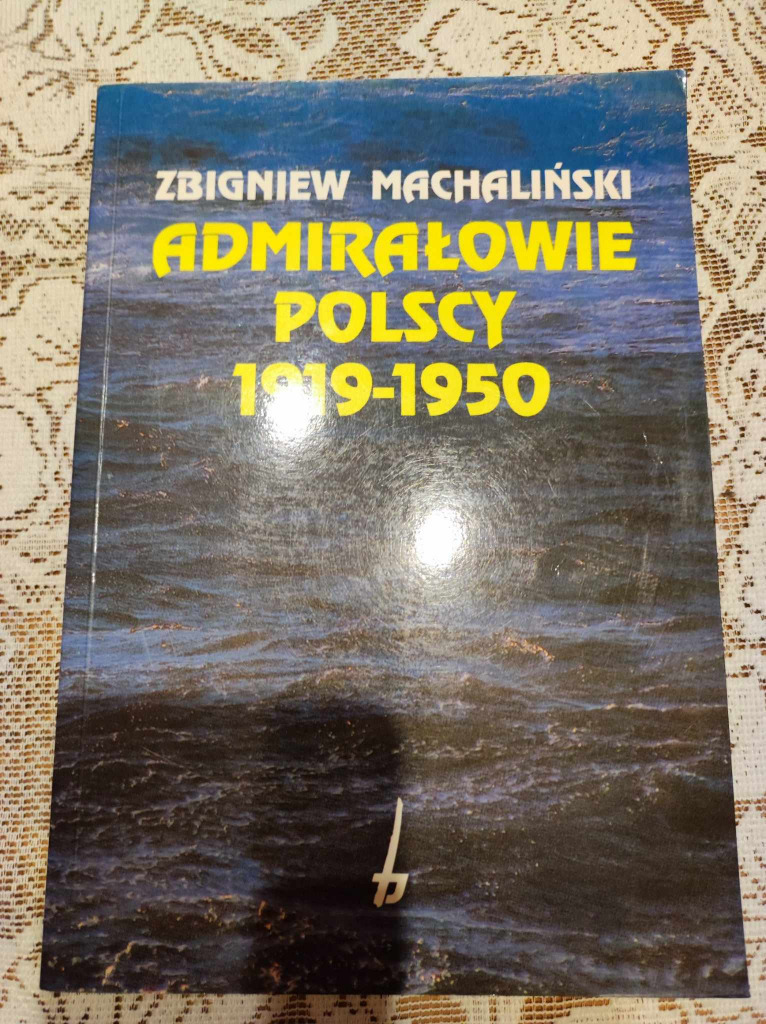 ZBIGNIEW MACHALIŃSKI
ADMIRAŁOWIE
POLSCY
1919-1950